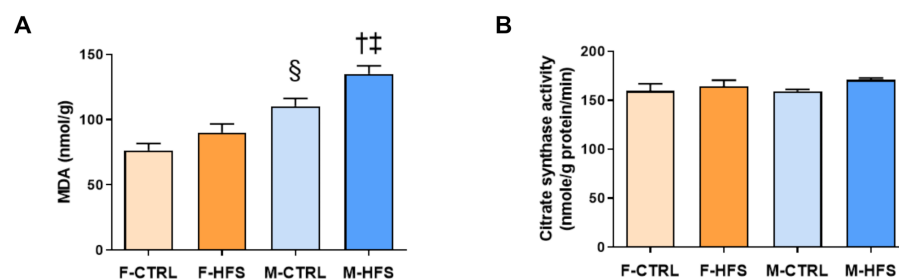 A
MDA (nmol/g)
150
100
50
0
§
†‡
F-CTRL F-HFS M-CTRL M-HFS
B
Citrate synthase activity
(nmole/g protein/min)
200
150
100
50
0
F-CTRL F-HFS M-CTRL M-HFS